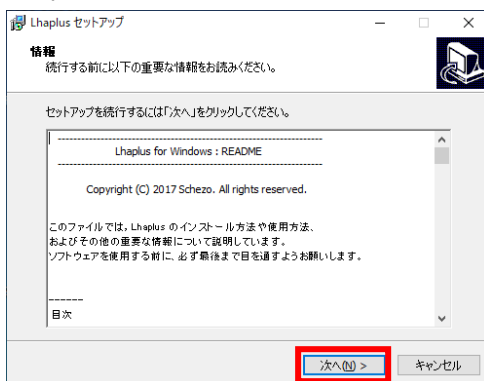 Lhaplus セットアップ
情報
続行する前に以下の重要な情報をお読みください。
セットアップを続行するには「次へ」をクリックしてください。
------------------------------------------------------------------
Lhaplus for Windows : README
------------------------------------------------------------------
Copyright (C) 2017 Schezo. All rights reserved.
このファイルでは，Lhaplus のインストール方法や使用方法、
およびその他の重要な情報について説明しています。
ソフトウェアを使用する前に、必ず最後まで目を通すようお願いします。
------
目次
次へ(N) >
キャンセル